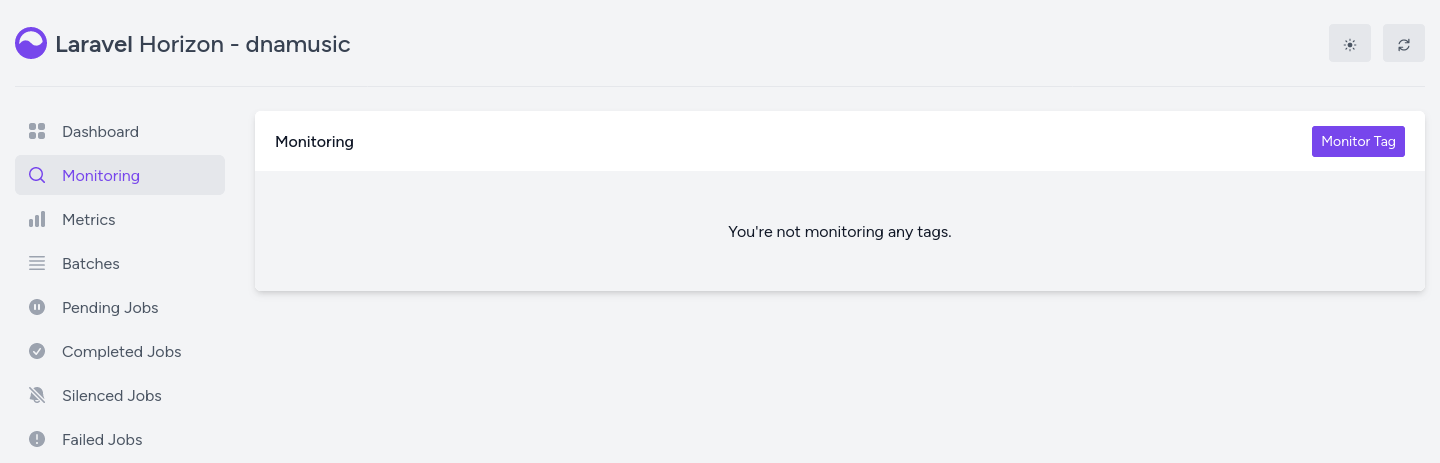 Laravel Horizon - dnamusic
Dashboard
Monitoring
Metrics
Batches
Pending Jobs
Completed Jobs
Silenced Jobs
Failed Jobs
Monitoring
Monitor Tag
You're not monitoring any tags.